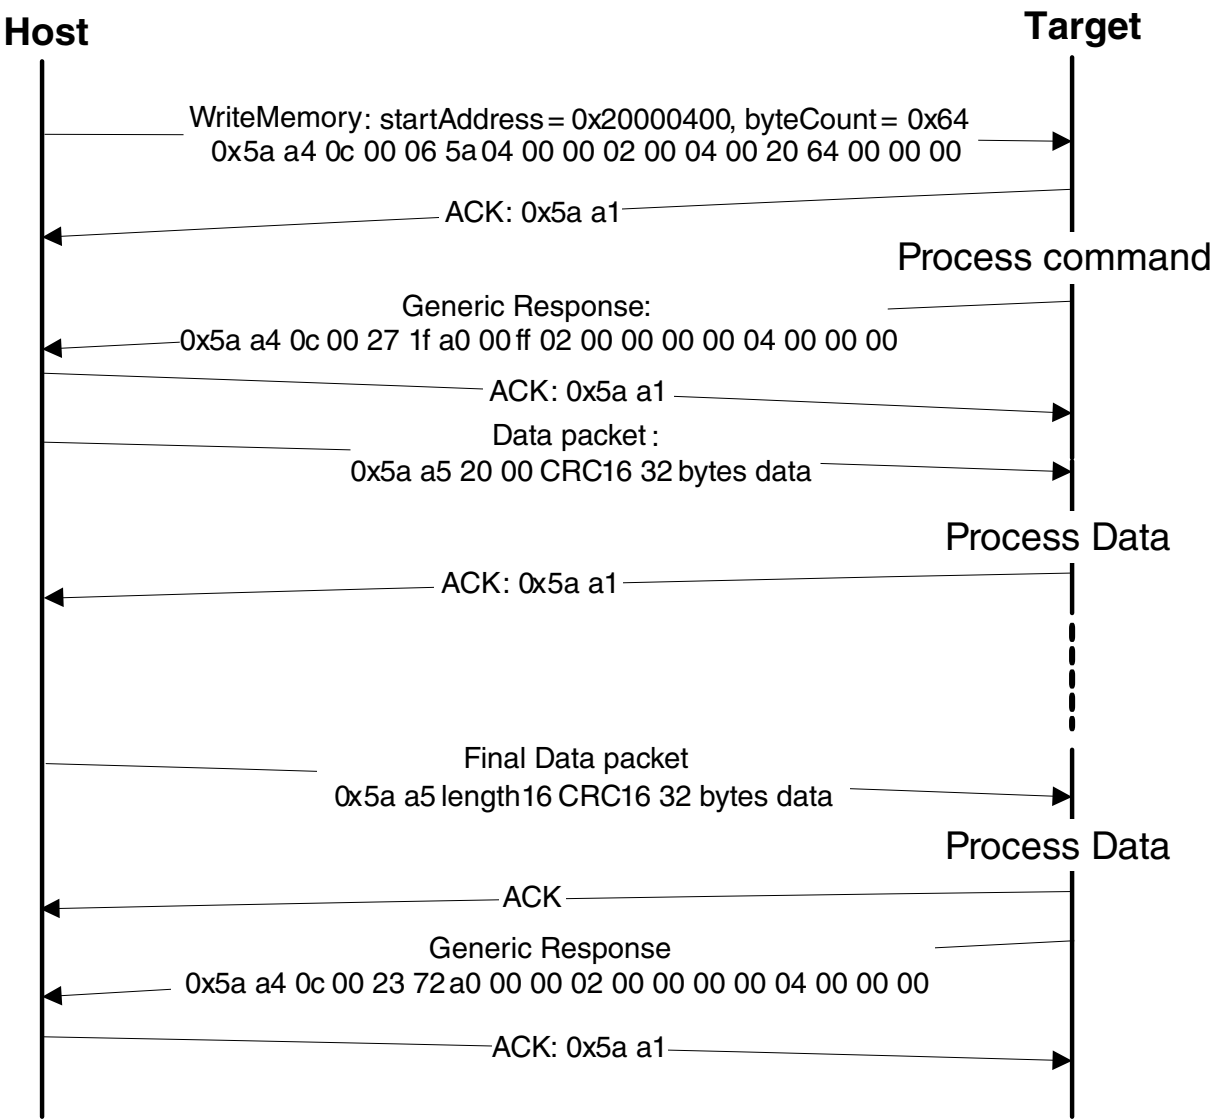 Host
Target
WriteMemory: startAddress = 0x20000400, byteCount = 0x64
0x5a a4 0c 00 06 5a 04 00 00 02 00 04 00 20 64 00 00 00
ACK: 0x5a a1
Process command
Generic Response:
0x5a a4 0c 00 27 1f a0 00 ff 02 00 00 00 00 04 00 00 00
ACK: 0x5a a1
Data packet :
0x5a a5 20 00 CRC16 32 bytes data
Process Data
ACK: 0x5a a1
Final Data packet
0x5a a5 length16 CRC16 32 bytes data
Process Data
ACK
Generic Response
0x5a a4 0c 00 23 72 a0 00 00 02 00 00 00 00 04 00 00 00
ACK: 0x5a a1